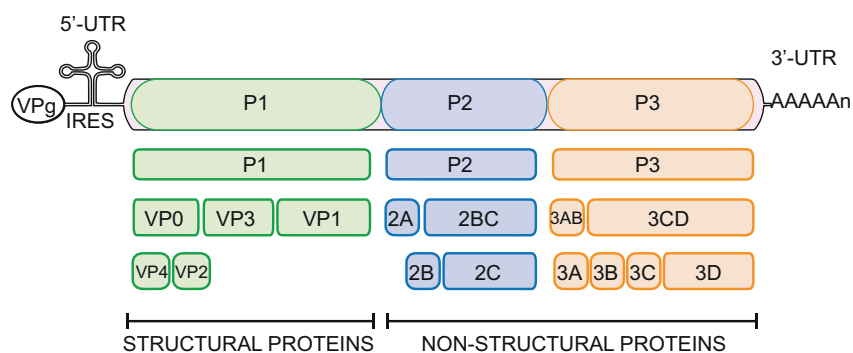 5'-UTR
3'-UTR
VPg
IRES
P1 P2 P3
AAAAAn
P1 P2 P3
VP0 VP3 VP1 2A 2BC 3AB 3CD
VP4 VP2 2B 2C 3A 3B 3C 3D
STRUCTURAL PROTEINS NON-STRUCTURAL PROTEINS